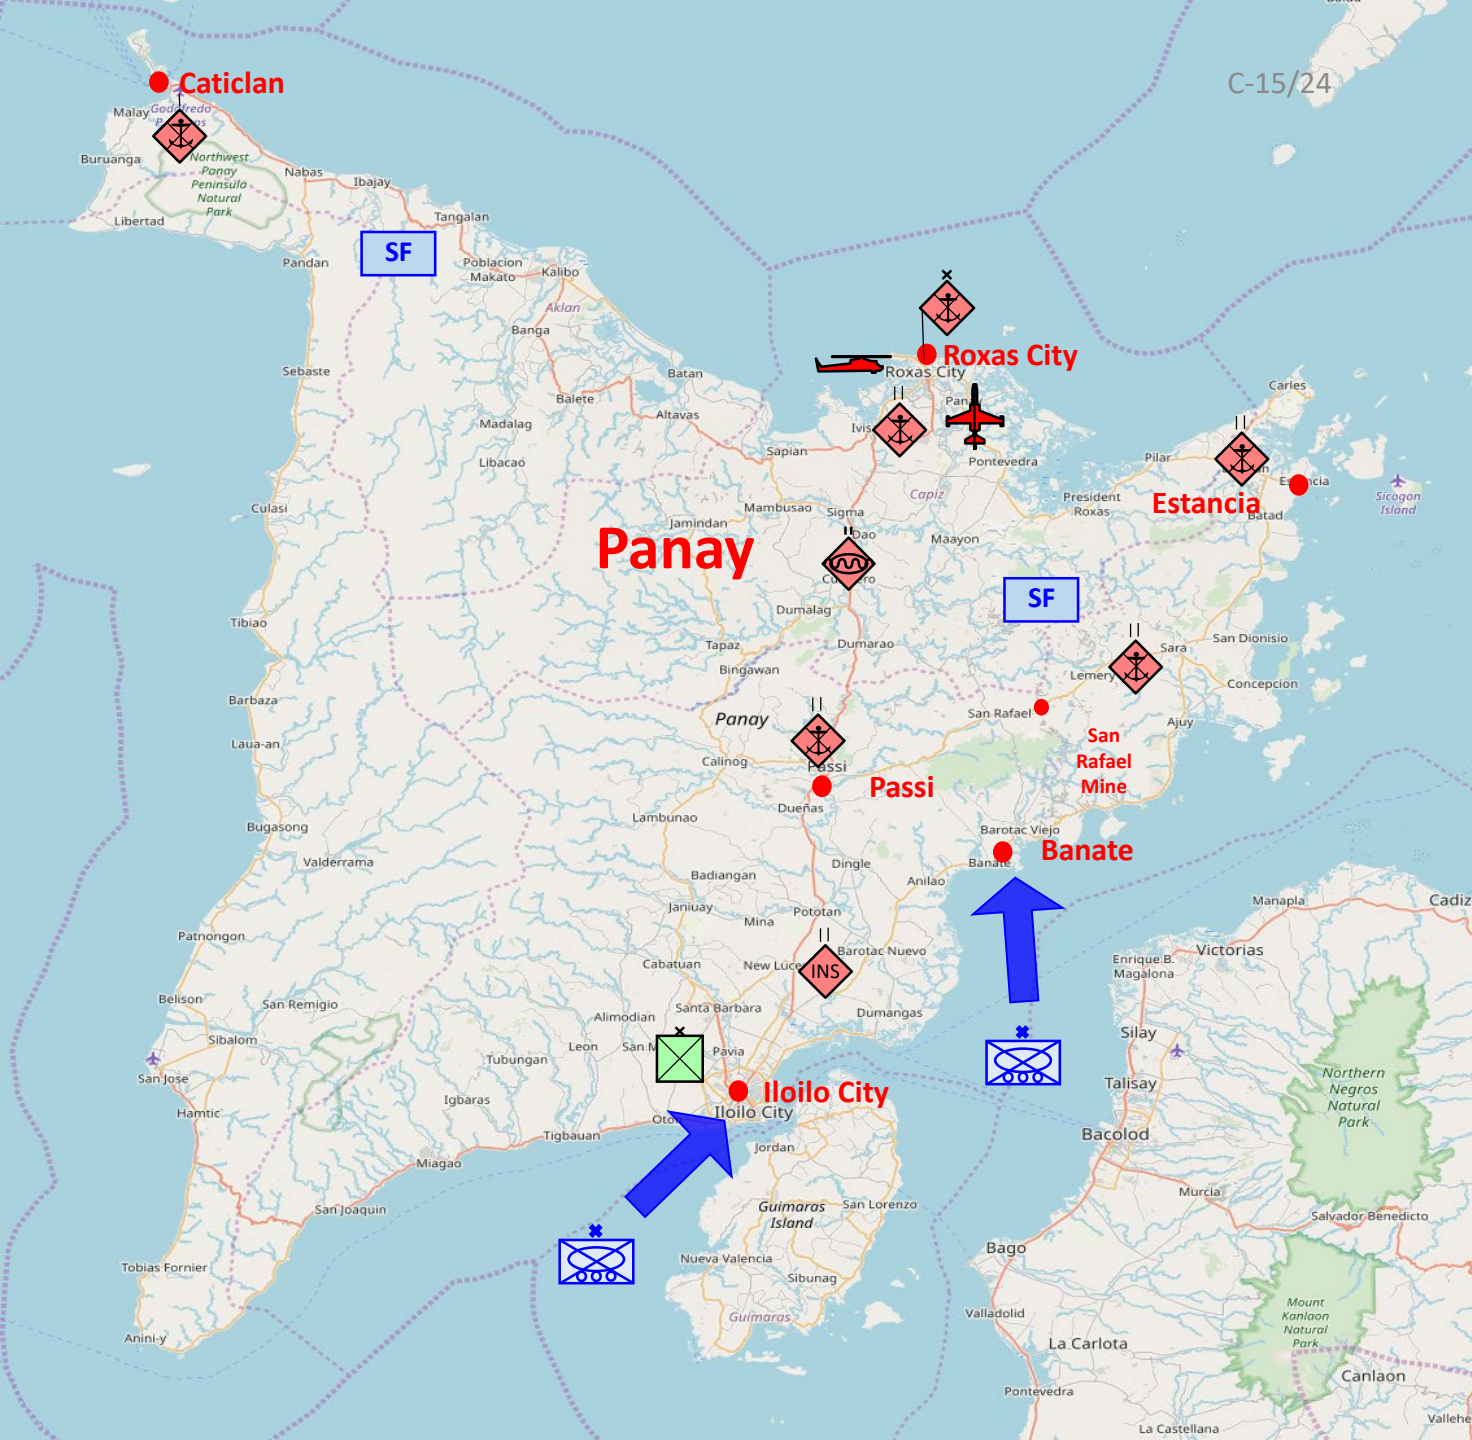 C-15/24
Caticlan
Malay
Godofredo
Buruanga
Northwest
Panay
Peninsula
Natural
Park
Nabas
Ibajay
Libertad
Tangalan
SF
Pandan
Poblacion
Makato
Kalibo
Aklan
Banga
Roxas City
Roxas City
Sebaste
Batan
Balete
Carles
Altavas
Madalag
Ivis
Pan
Sapian
Libacao
Pontevedra
Pilar
Estancia
Sicogon
Island
Capiz
President
Roxas
Estancia
Batad
Culasi
Mambusao
Sigma
Jamindan
Dao
Maayon
Panay
SF
Tibiao
Dumalag
Tapaz
Dumarao
San Dionisio
Sara
Bingawan
Lemery
Concepcion
Barbaza
Panay
San Rafael
Ajuy
San
Rafael
Mine
Laua-an
Calinog
Passi
Passi
Dueñas
Lambunao
Bugasong
Barotac Viejo
Banate
Banate
Valderrama
Dingle
Badiangan
Anilao
Janiuay
Mina
Pototan
Manapla
Cadiz
Patnongon
Cabatuan
New Luce
Barotac Nuevo
INS
Victorias
Enrique B.
Magalona
Belison
San Remigio
Santa Barbara
Alimodian
Dumangas
Sibalom
Leon
San M
Pavia
Silay
Tubungan
San Jose
Igbaras
Iloilo City
Iloilo City
Talisay
Northern
Negros
Natural
Park
Hamtic
Oto
Tigbauan
Jordan
Bacolod
Miagao
San Joaquin
Guimaras
Island
San Lorenzo
Murcia
Salvador Benedicto
Bago
Tobias Fornier
Nueva Valencia
Sibunag
Guimaras
Valladolid
Mount
Kanlaon
Natural
Park
Anini-y
La Carlota
Canlaon
Pontevedra
La Castellana
Vallehe